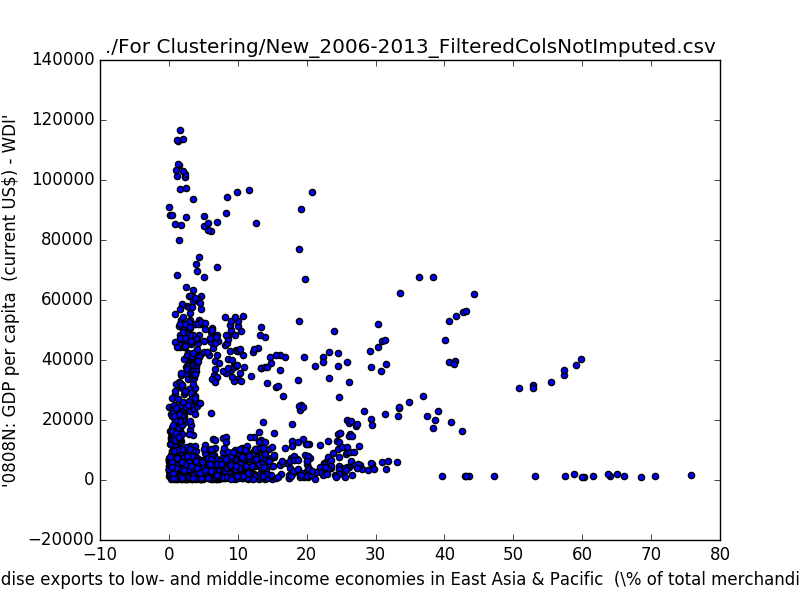 ./For Clustering/New_2006-2013_FilteredColsNotImputed.csv
140000
120000
100000
80000
60000
40000
20000
0
−20000
'0808N: GDP per capita  (current US$) - WDI'
−10 0 10 20 30 40 50 60 70 80
dise exports to low- and middle-income economies in East Asia & Pacific  (\% of total merchandi